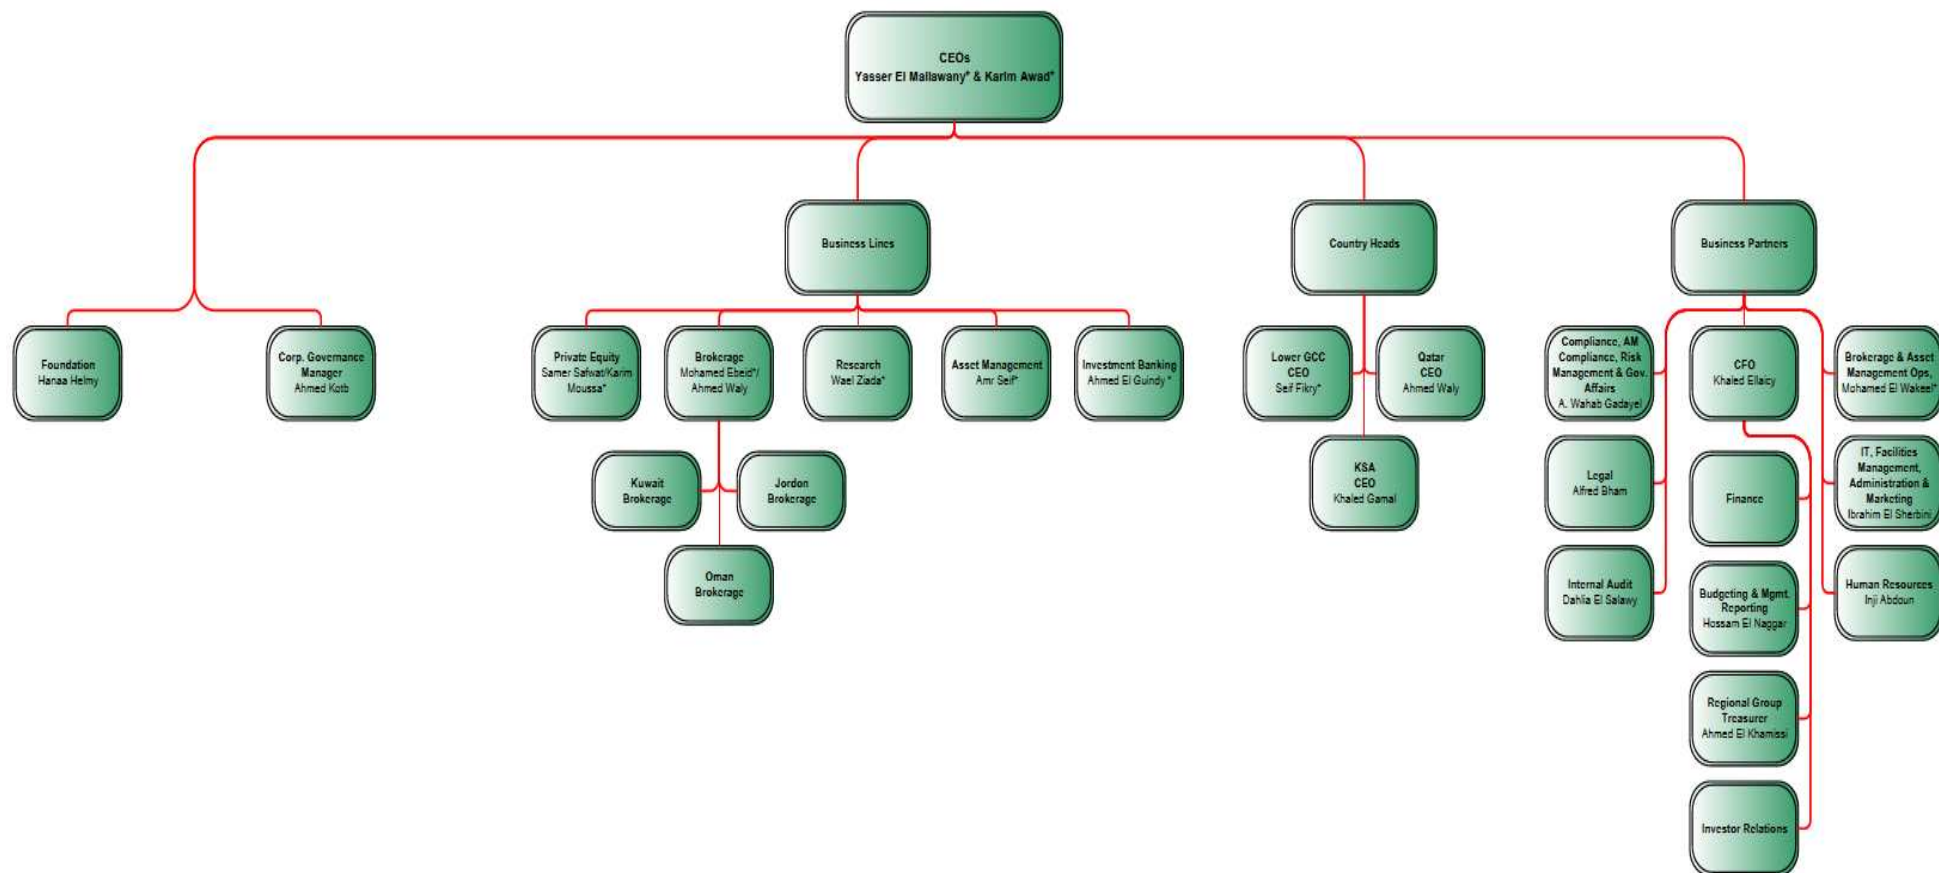 CEOs
Yasser El Mallawany* & Karim Awad*
Business Lines
Country Heads
Business Partners
Foundation
Hanaa Helmy
Corp. Governance
Manager
Ahmed Kotb
Private Equity
Samer Safwat/Karim
Moussa*
Brokerage
Mohamed Ebeid*/
Ahmed Waly
Research
Wael Ziada*
Asset Management
Amr Seif*
Investment Banking
Ahmed El Guindy *
Lower GCC
CEO
Seif Fikry*
Qatar
CEO
Ahmed Waly
Compliance, AM
Compliance, Risk
Management & Gov.
Affairs
A. Wahab Gadayel
CFO
Khaled Ellaicy
Brokerage & Asset
Management Ops,
Mohamed El Wakeel*
Kuwait
Brokerage
Jordon
Brokerage
KSA
CEO
Khaled Gamal
Legal
Alfred Bham
Finance
IT, Facilities
Management,
Administration &
Marketing
Ibrahim El Sherbini
Oman
Brokerage
Internal Audit
Dahlia El Salawy
Budgeting & Mgmt.
Reporting
Hossam El Naggar
Human Resources
Inji Abdoun
Regional Group
Treasurer
Ahmed El Khamissi
Investor Relations